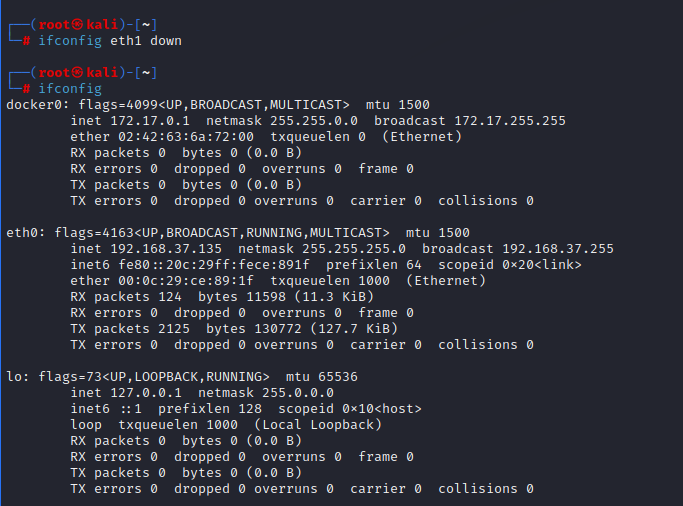 ┌──(root㉿kali)-[~]
└─# ifconfig eth1 down
┌──(root㉿kali)-[~]
└─# ifconfig
docker0: flags=4099<UP,BROADCAST,MULTICAST>  mtu 1500
        inet 172.17.0.1  netmask 255.255.0.0  broadcast 172.17.255.255
        ether 02:42:63:6a:72:00  txqueuelen 0  (Ethernet)
        RX packets 0  bytes 0 (0.0 B)
        RX errors 0  dropped 0  overruns 0  frame 0
        TX packets 0  bytes 0 (0.0 B)
        TX errors 0  dropped 0 overruns 0  carrier 0  collisions 0
eth0: flags=4163<UP,BROADCAST,RUNNING,MULTICAST>  mtu 1500
        inet 192.168.37.135  netmask 255.255.255.0  broadcast 192.168.37.255
        inet6 fe80::20c:29ff:fece:891f  prefixlen 64  scopeid 0×20<link>
        ether 00:0c:29:ce:89:1f  txqueuelen 1000  (Ethernet)
        RX packets 124  bytes 11598 (11.3 KiB)
        RX errors 0  dropped 0  overruns 0  frame 0
        TX packets 2125  bytes 130772 (127.7 KiB)
        TX errors 0  dropped 0 overruns 0  carrier 0  collisions 0
lo: flags=73<UP,LOOPBACK,RUNNING>  mtu 65536
        inet 127.0.0.1  netmask 255.0.0.0
        inet6 ::1  prefixlen 128  scopeid 0×10<host>
        loop  txqueuelen 1000  (Local Loopback)
        RX packets 0  bytes 0 (0.0 B)
        RX errors 0  dropped 0  overruns 0  frame 0
        TX packets 0  bytes 0 (0.0 B)
        TX errors 0  dropped 0 overruns 0  carrier 0  collisions 0